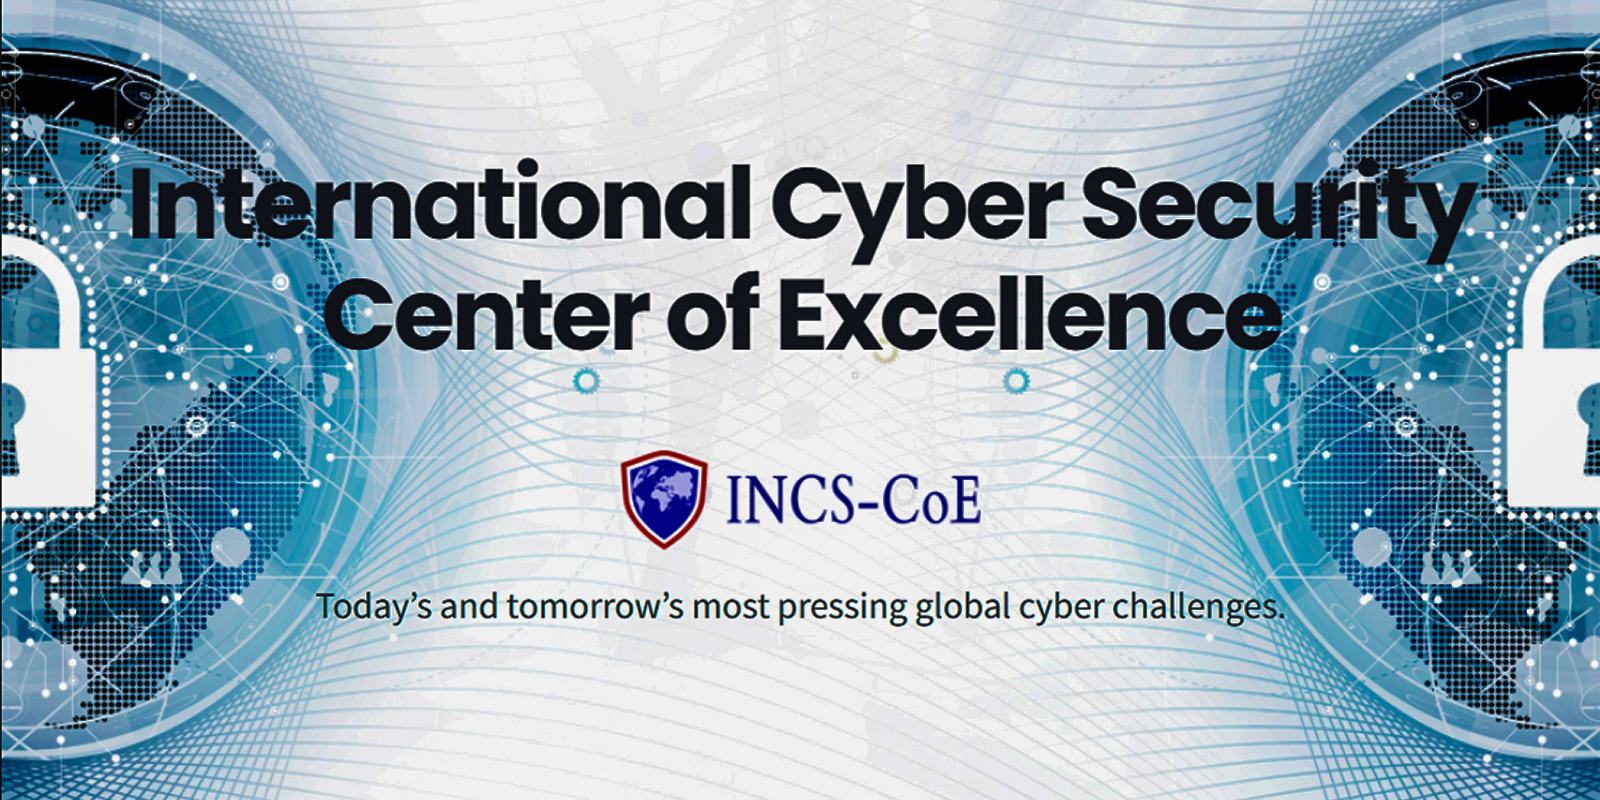 International Cyber Security
Center of Excellence
INCS-CoE
Today’s and tomorrow’s most pressing global cyber challenges.